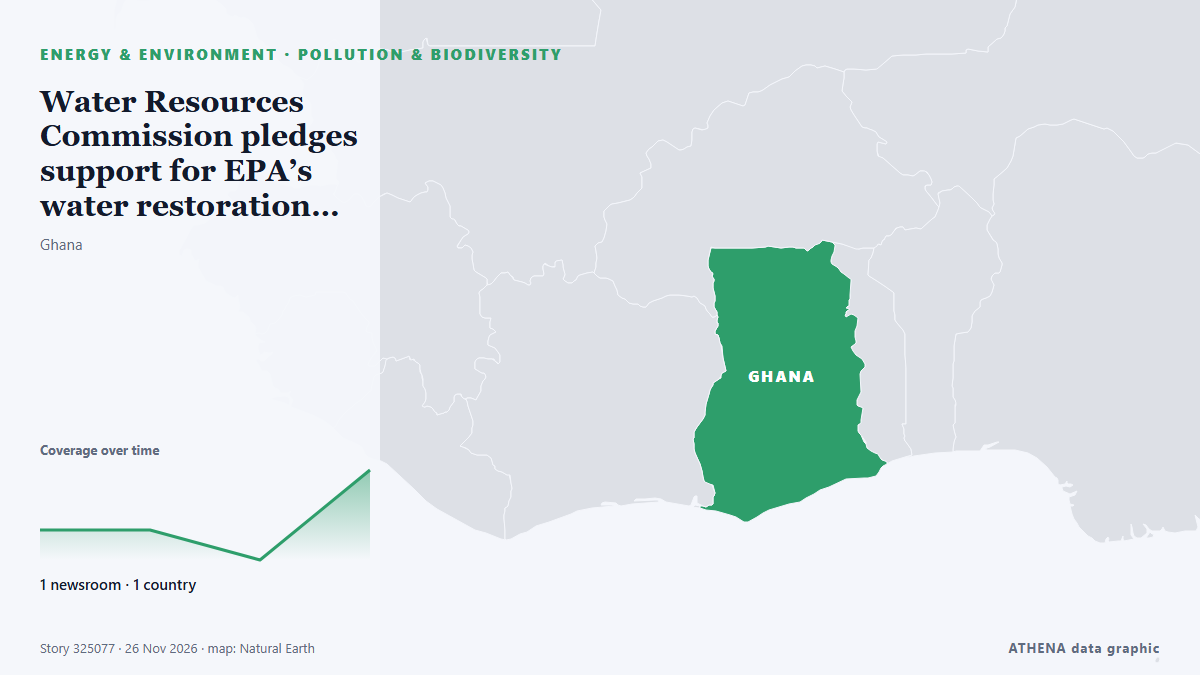 ENERGY & ENVIRONMENT · POLLUTION & BIODIVERSITY
Water Resources
Commission pledges
support for EPA’s
water restoration…
Ghana
GHANA
Coverage over time
1 newsroom · 1 country
Story 325077 · 26 Nov 2026 · map: Natural Earth
ATHENA data graphic